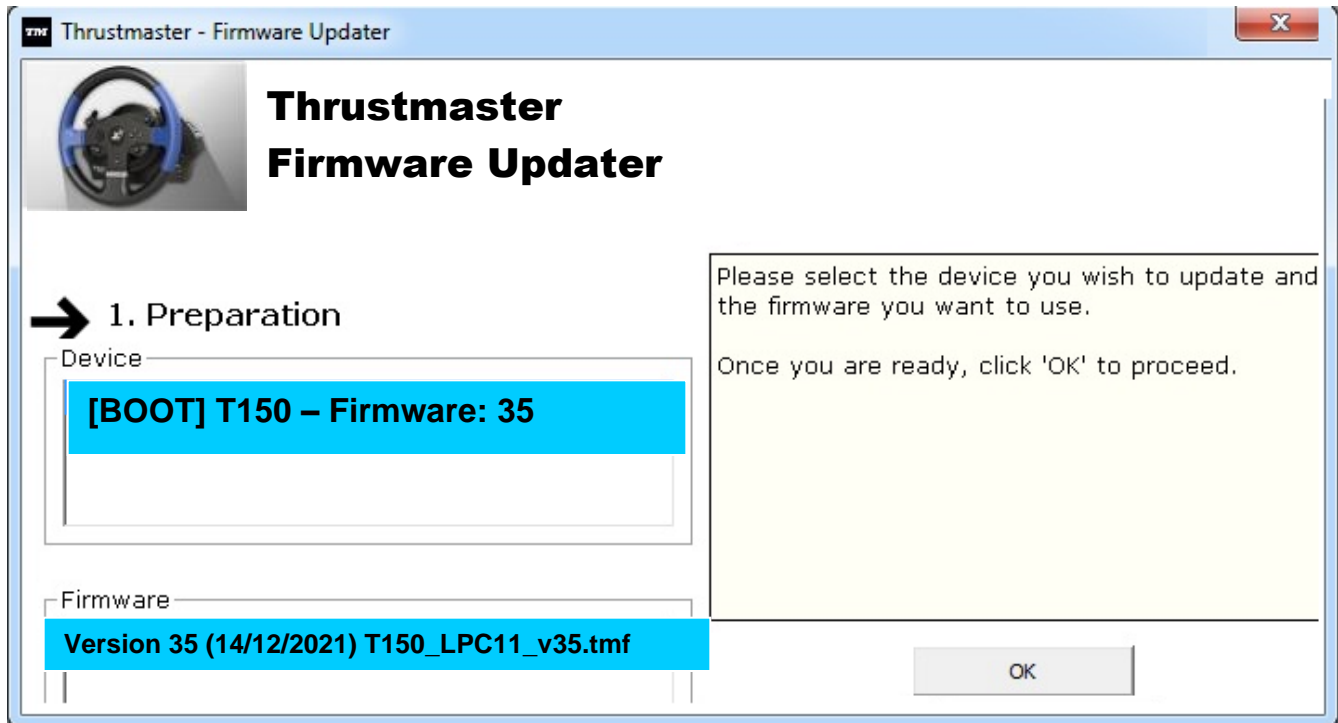 TM Thrustmaster - Firmware Updater
X
Thrustmaster
Firmware Updater
1. Preparation
Device
[BOOT] T150 – Firmware: 35
Firmware
Version 35 (14/12/2021) T150_LPC11_v35.tmf
Please select the device you wish to update and
the firmware you want to use.
Once you are ready, click 'OK' to proceed.
OK